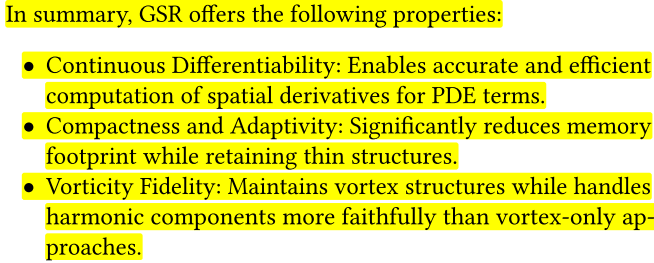 In summary, GSR offers the following properties:
• Continuous Differentiability: Enables accurate and efficient
computation of spatial derivatives for PDE terms.
• Compactness and Adaptivity: Significantly reduces memory
footprint while retaining thin structures.
• Vorticity Fidelity: Maintains vortex structures while handles
harmonic components more faithfully than vortex-only ap-
proaches.